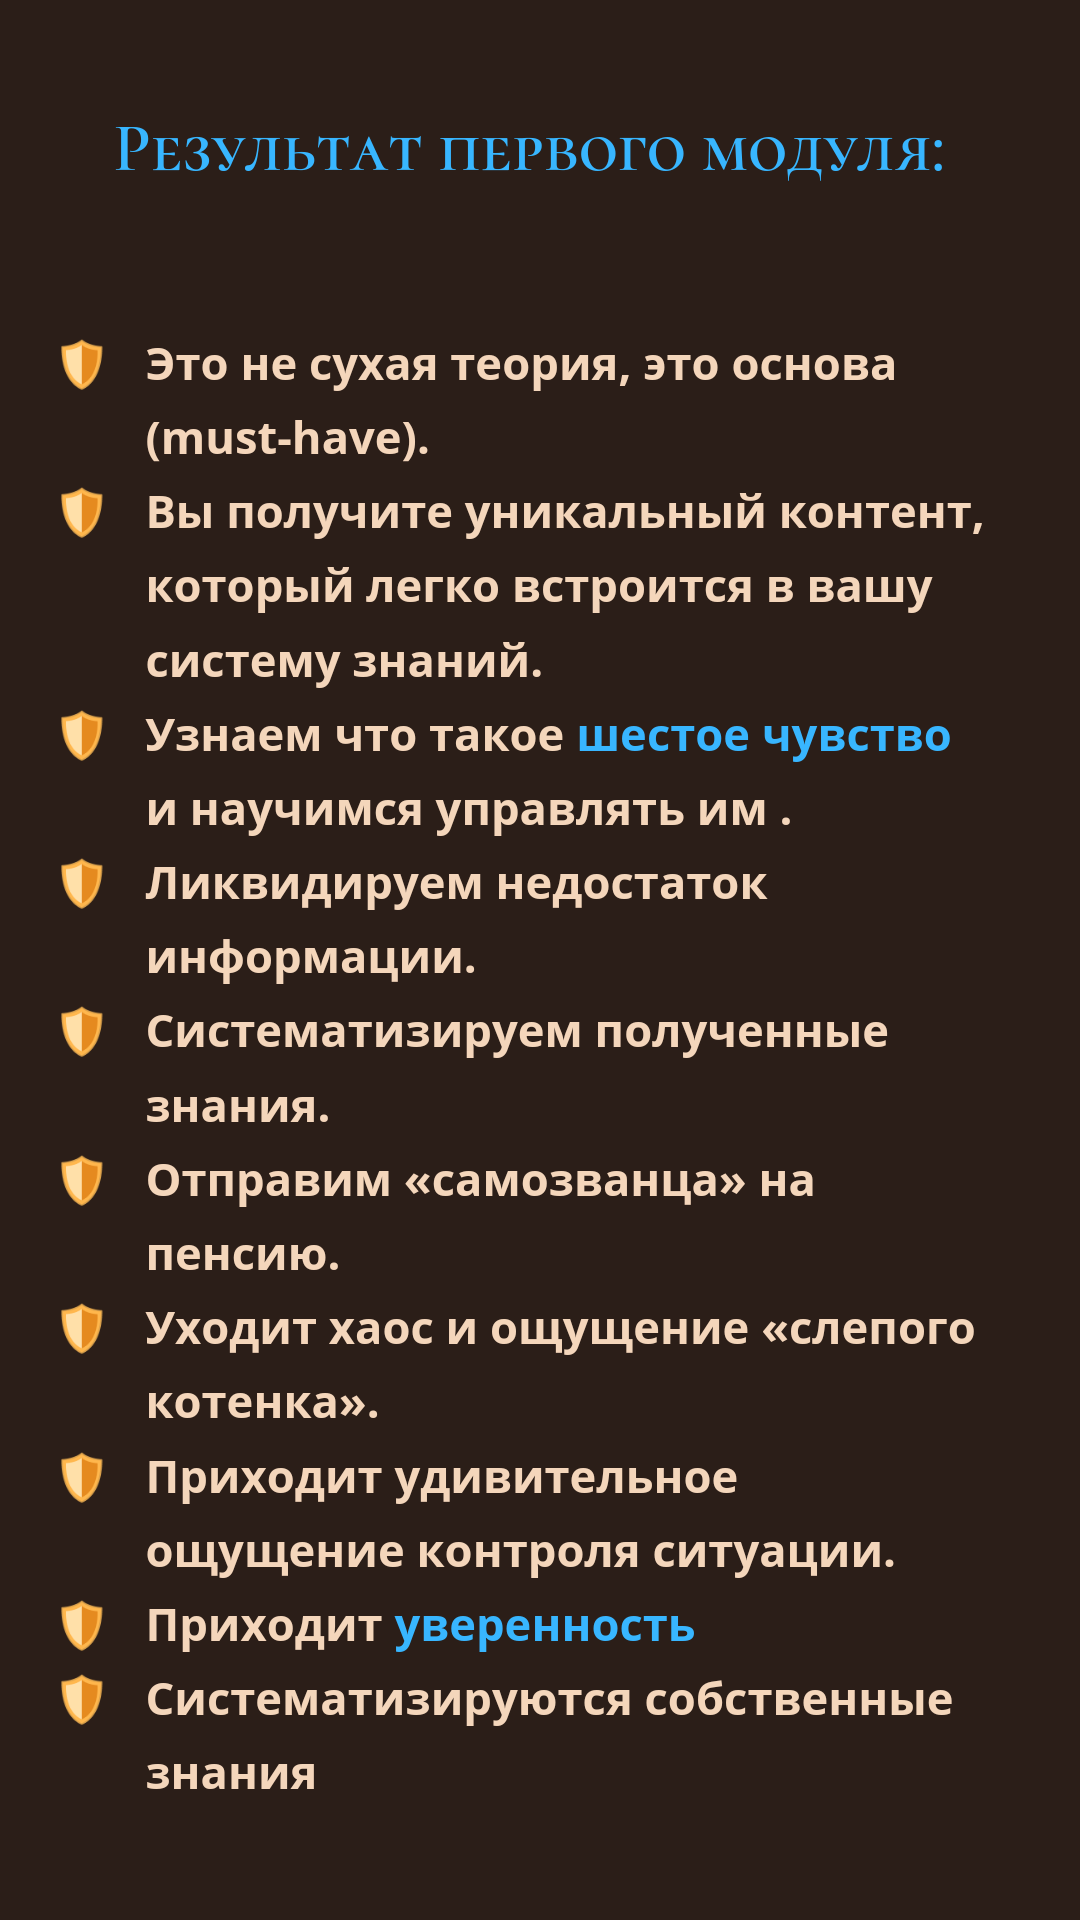 Результат первого модуля:
Это не сухая теория, это основа
(must-have).
Вы получите уникальный контент,
который легко встроится в вашу
систему знаний.
Узнаем что такое шестое чувство
и научимся управлять им .
Ликвидируем недостаток
информации.
Систематизируем полученные
знания.
Отправим «самозванца» на
пенсию.
Уходит хаос и ощущение «слепого
котенка».
Приходит удивительное
ощущение контроля ситуации.
Приходит уверенность
Систематизируются собственные
знания